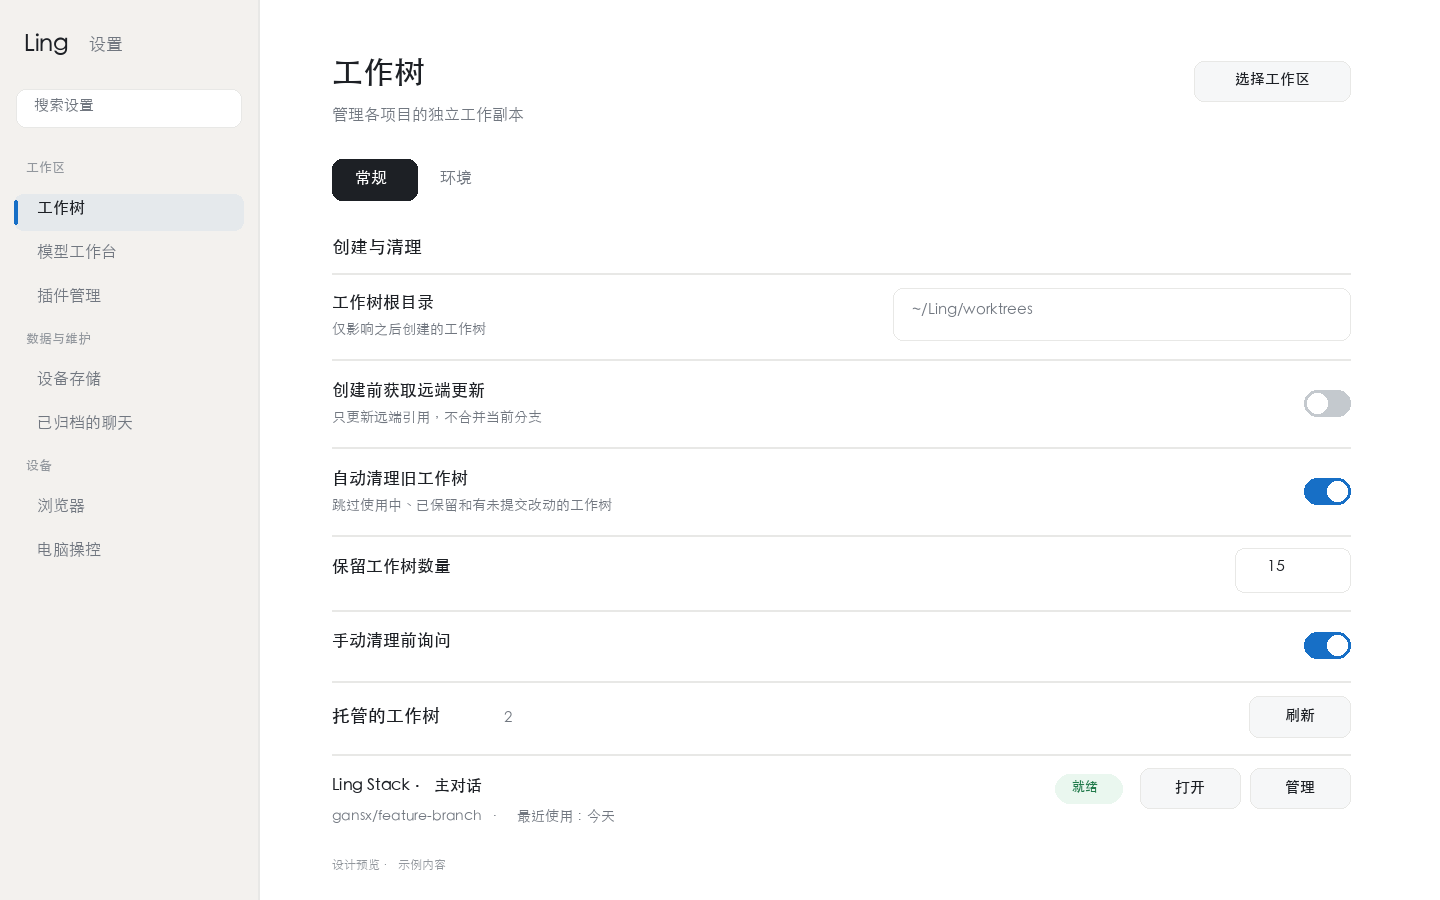 Ling 设置
搜索设置
工作区
工作树
模型工作台
插件管理
数据与维护
设备存储
已归档的聊天
设备
浏览器
电脑操控
工作树
选择工作区
管理各项目的独立工作副本
常规 环境
创建与清理
工作树根目录
~/Ling/worktrees
仅影响之后创建的工作树
创建前获取远端更新
只更新远端引用 · 不合并当前分支
自动清理旧工作树
跳过使用中、已保留和有未提交改动的工作树
保留工作树数量 15
手动清理前询问
托管的工作树 2 刷新
Ling Stack · 主对话 就绪 打开 管理
gansx/feature-branch · 最近使用：今天
设计预览 · 示例内容